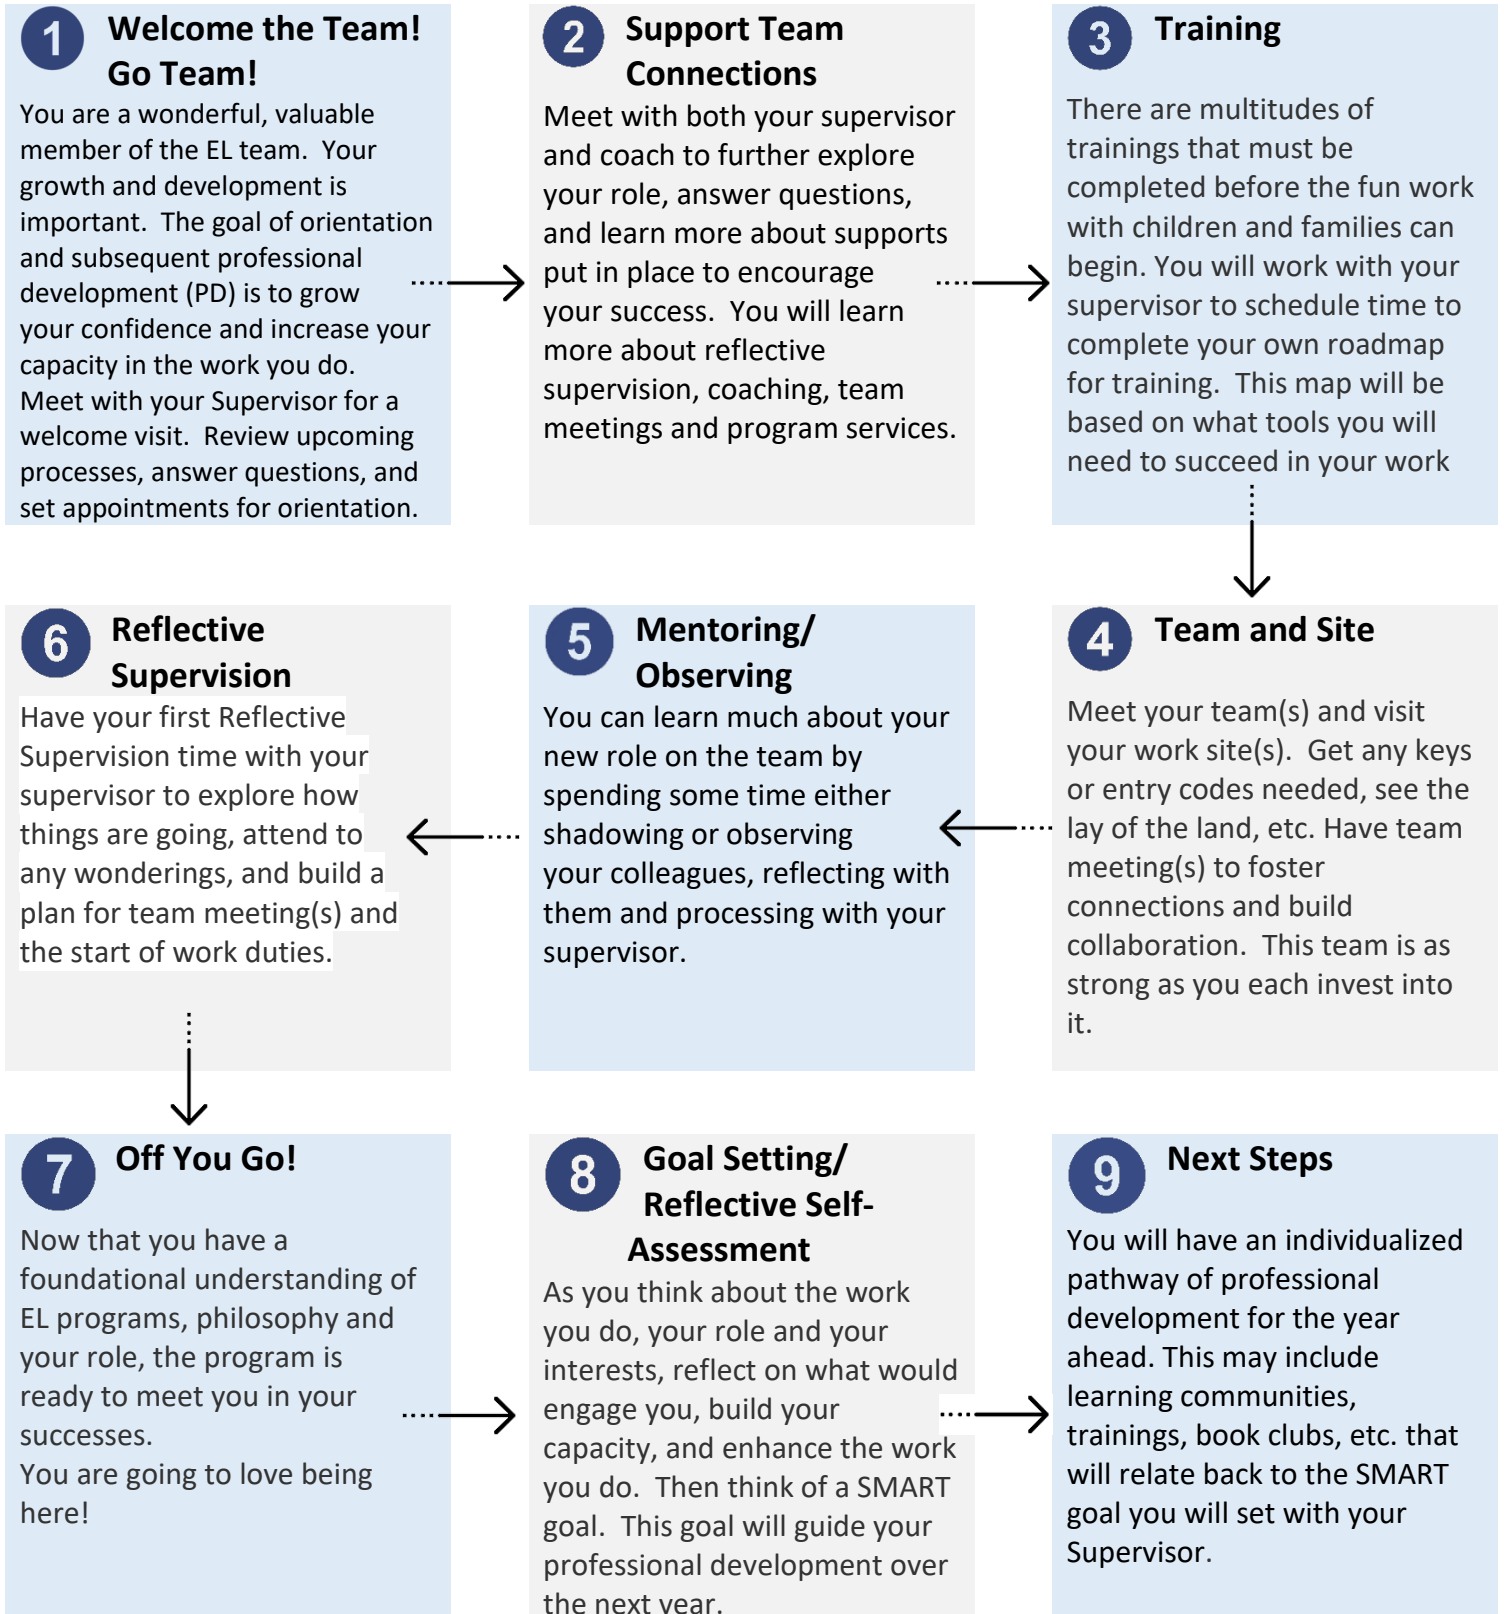 1 Welcome the Team!
Go Team!
You are a wonderful, valuable
member of the EL team.  Your
growth and development is
important.  The goal of orientation
and subsequent professional
development (PD) is to grow
your confidence and increase your
capacity in the work you do.
Meet with your Supervisor for a
welcome visit.  Review upcoming
processes, answer questions, and
set appointments for orientation.
2 Support Team
Connections
Meet with both your supervisor
and coach to further explore
your role, answer questions,
and learn more about supports
put in place to encourage
your success.  You will learn
more about reflective
supervision, coaching, team
meetings and program services.
3 Training
There are multitudes of
trainings that must be
completed before the fun work
with children and families can
begin. You will work with your
supervisor to schedule time to
complete your own roadmap
for training.  This map will be
based on what tools you will
need to succeed in your work
4 Team and Site
Meet your team(s) and visit
your work site(s).  Get any keys
or entry codes needed, see the
lay of the land, etc. Have team
meeting(s) to foster
connections and build
collaboration.  This team is as
strong as you each invest into
it.
5 Mentoring/
Observing
You can learn much about your
new role on the team by
spending some time either
shadowing or observing
your colleagues, reflecting with
them and processing with your
supervisor.
6 Reflective
Supervision
Have your first Reflective
Supervision time with your
supervisor to explore how
things are going, attend to
any wonderings, and build a
plan for team meeting(s) and
the start of work duties.
7 Off You Go!
Now that you have a
foundational understanding of
EL programs, philosophy and
your role, the program is
ready to meet you in your
successes.
You are going to love being
here!
8 Goal Setting/
Reflective Self-
Assessment
As you think about the work
you do, your role and your
interests, reflect on what would
engage you, build your
capacity, and enhance the work
you do.  Then think of a SMART
goal.  This goal will guide your
professional development over
the next year.
9 Next Steps
You will have an individualized
pathway of professional
development for the year
ahead. This may include
learning communities,
trainings, book clubs, etc. that
will relate back to the SMART
goal you will set with your
Supervisor.